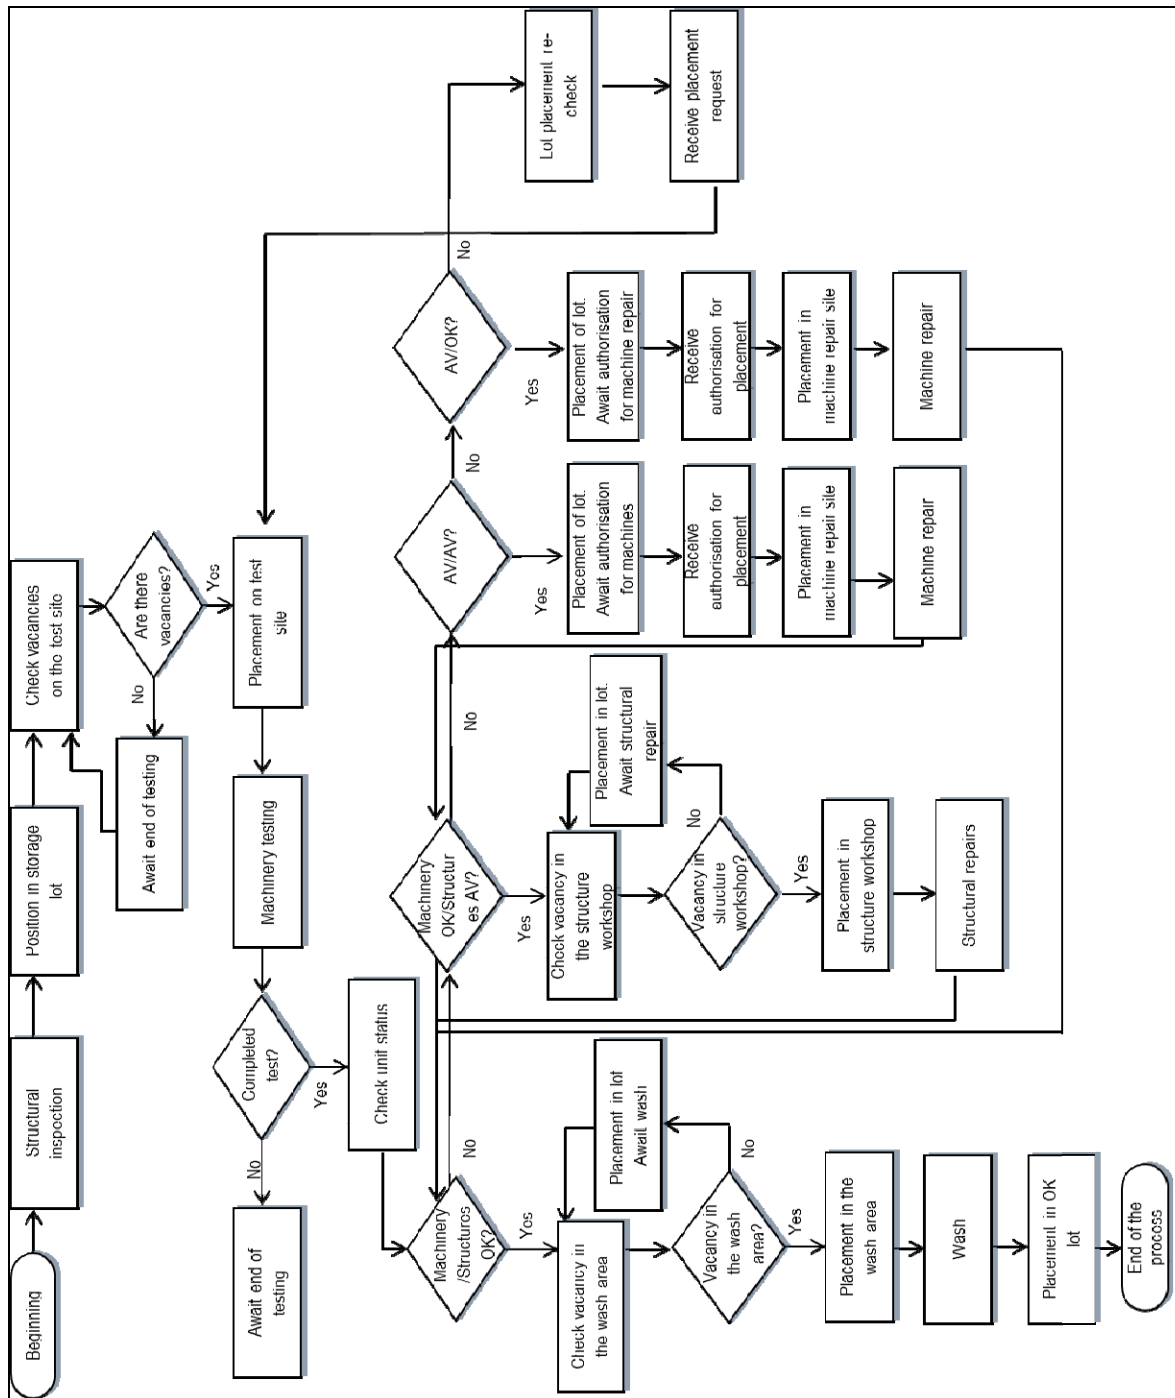 Beginning
Structural
inspection
Position in storage
lot
Check vacancies
on the test site
Are there
vacancies?
No
Yes
Await end of testing
Placement on test
site
Machinery testing
Completed
test?
No
Yes
Await end of
testing
Check unit status
Machinery
/Structures
OK?
No
Yes
Check vacancy in
the wash area
Vacancy in
the wash
area?
No
Placement in lot
Await wash
Yes
Placement in the
wash area
Wash
Placement in OK
lot
End of the
process
Machinery
OK/Structur
es AV?
No
Yes
Check vacancy in
the structure
workshop
Vacancy in
structure
workshop?
No
Placement in lot.
Await structural
repair
Yes
Placement in
structure workshop
Structural repairs
AV/AV?
No
Yes
Placement of lot.
Await authorisation
for machines
Receive
authorisation for
placement
Placement in
machine repair site
Machine repair
AV/OK?
No
Yes
Placement of lot.
Await authorisation
for machine repair
Receive
authorisation for
placement
Placement in
machine repair site
Machine repair
Lot placement re-
check
Receive placement
request